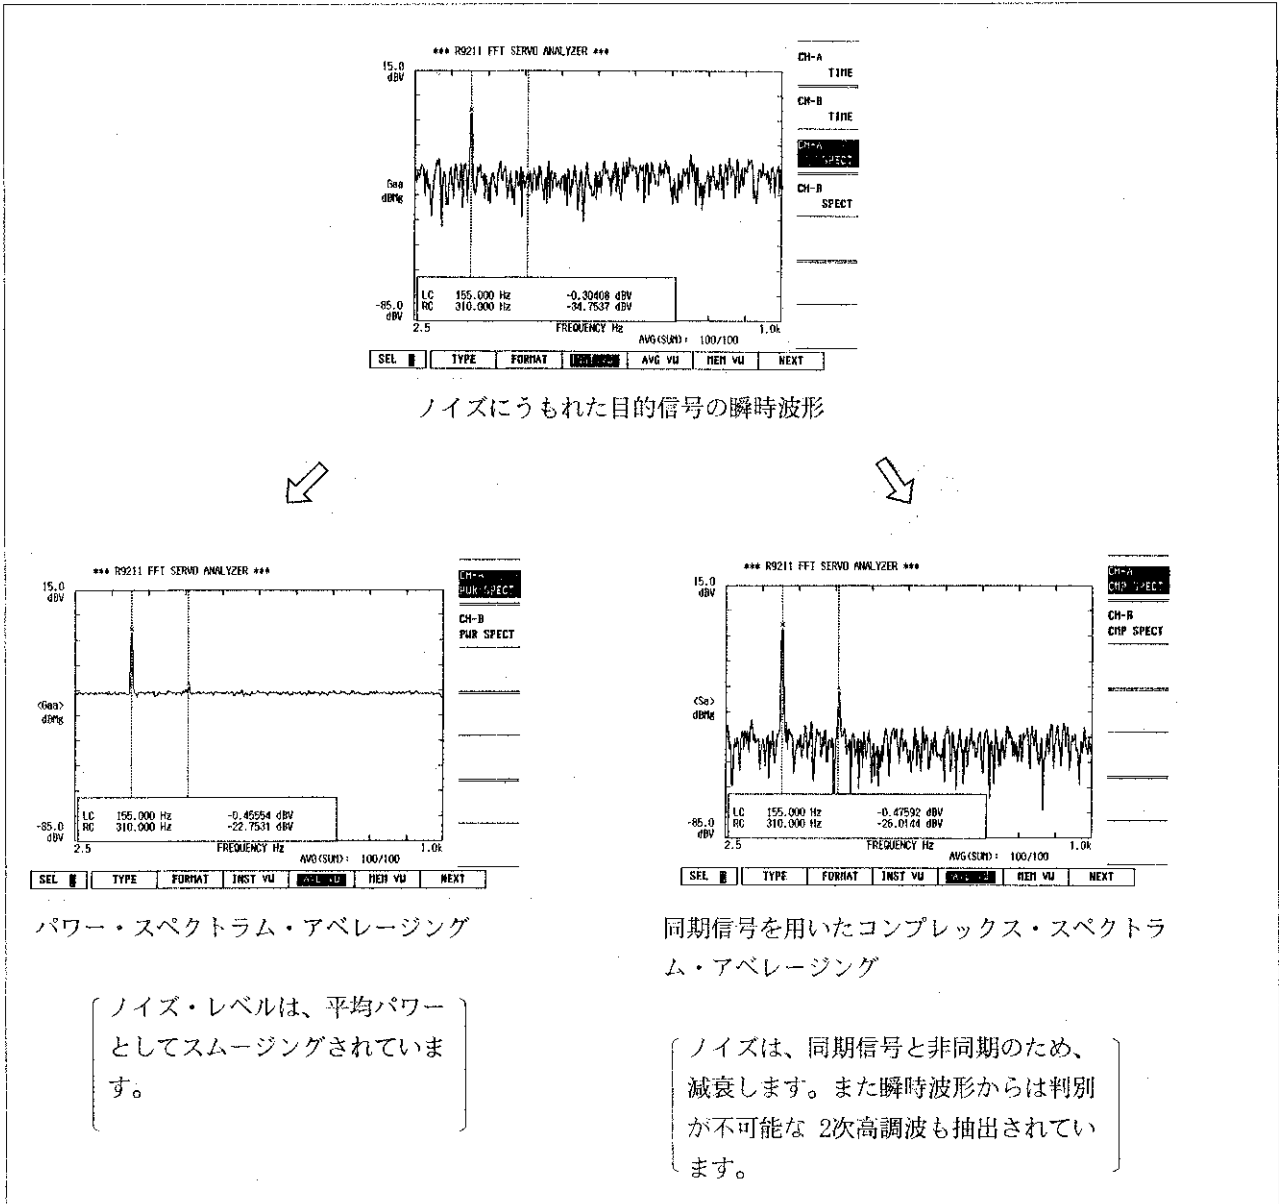 *** R9211 FFT SERVO ANALYZER ***
15.0
dBV
Gaa
dBMg
-85.0
dBV
LC 155.000 Hz -0.30408 dBV
RC 310.000 Hz -34.7537 dBV
2.5 FREQUENCY Hz 1.0k
AVG(SUM): 100/100
CH-A
TIME
CH-B
TIME
CH-A
SPECT
CH-B
SPECT
SEL TYPE FORMAT AVG VW MEM VW NEXT
ノイズにうもれた目的信号の瞬時波形
*** R9211 FFT SERVO ANALYZER ***
15.0
dBV
<Gaa>
dBMg
-85.0
dBV
LC 155.000 Hz -0.45554 dBV
RC 310.000 Hz -22.7531 dBV
2.5 FREQUENCY Hz 1.0k
AVG(SUM): 100/100
CH-A
PWR SPECT
CH-B
PWR SPECT
SEL TYPE FORMAT INST VW AVG VW MEM VW NEXT
パワー・スペクトラム・アベレージング
ノイズ・レベルは、平均パワー
としてスムージングされていま
す。
*** R9211 FFT SERVO ANALYZER ***
15.0
dBV
<Sa>
dBMg
-85.0
dBV
LC 155.000 Hz -0.47592 dBV
RC 310.000 Hz -26.0144 dBV
2.5 FREQUENCY Hz 1.0k
AVG(SUM): 100/100
CH-A
CMP SPECT
CH-B
CMP SPECT
SEL TYPE FORMAT INST VW AVG VW MEM VW NEXT
同期信号を用いたコンプレックス・スペクトラ
ム・アベレージング
ノイズは、同期信号と非同期のため、
減衰します。また瞬時波形からは判別
が不可能な 2次高調波も抽出されてい
ます。